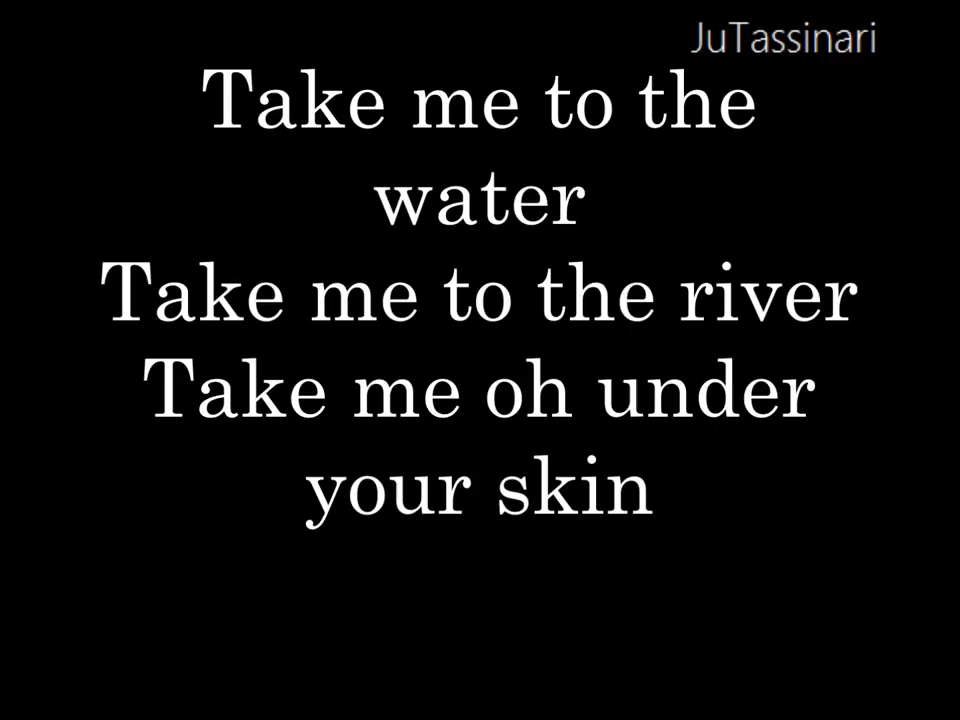 JuTassinari
Take me to the
water
Take me to the river
Take me oh under
your skin